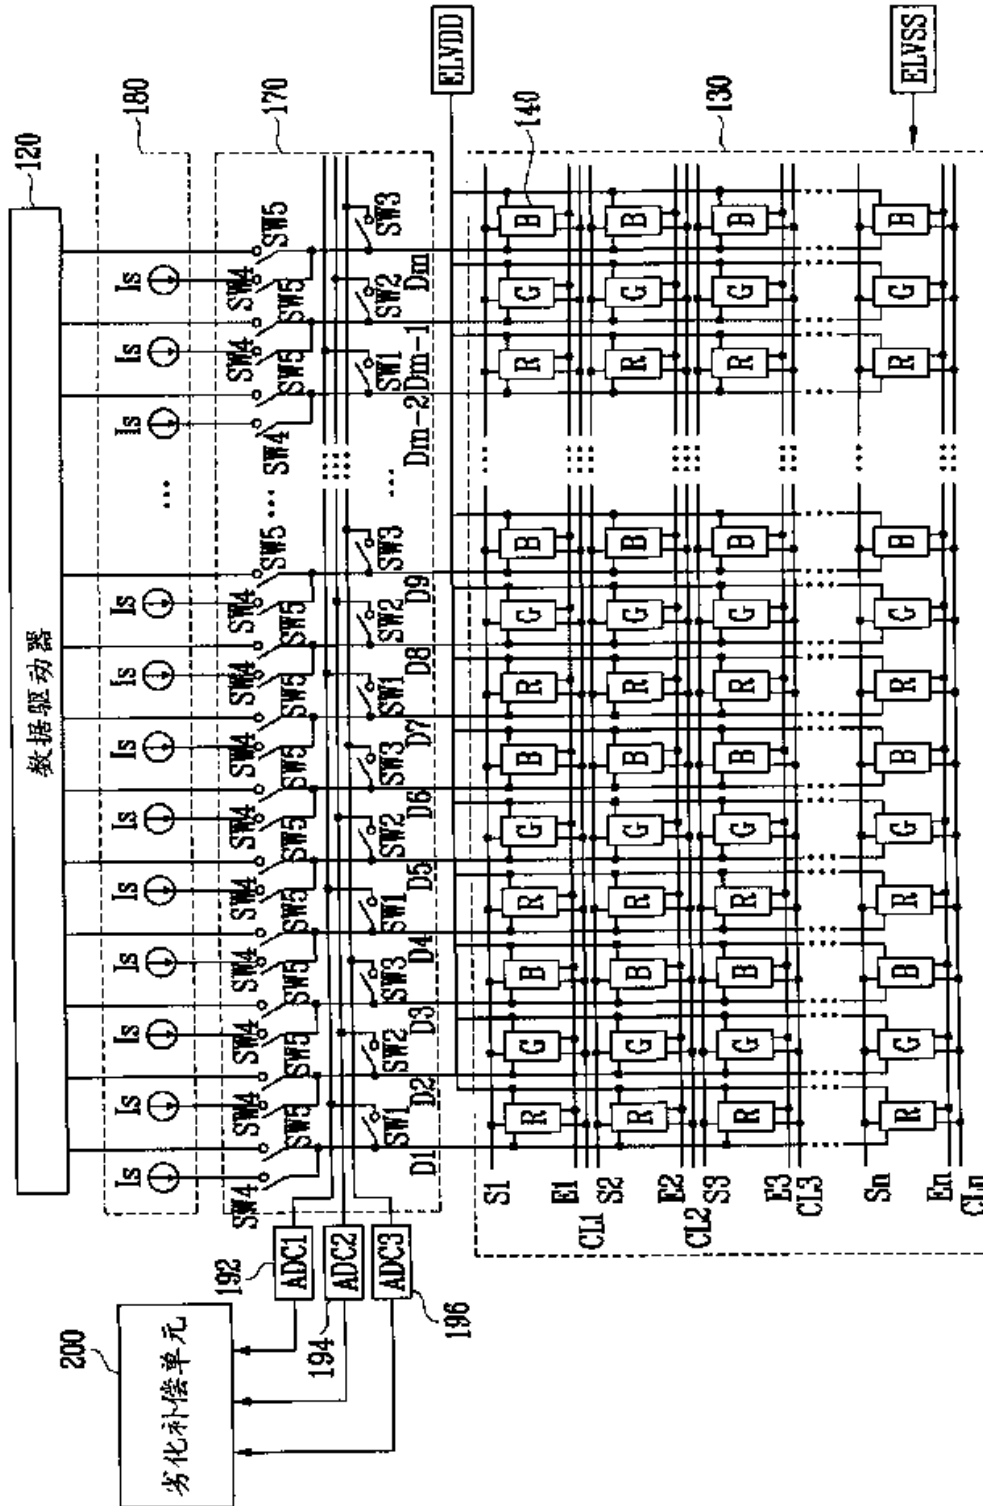 120
数据驱动器
180
Is Is Is Is Is Is Is Is ... Is Is Is
170
SW4 SW4 SW4 SW4 SW4 SW4 SW4 SW4 ... SW4 SW4 SW4
SW5 SW5 SW5 SW5 SW5 SW5 SW5 SW5 SW5 SW5
SW1 SW2 SW3 SW1 SW2 SW3 SW1 SW2 SW3 ... SW1 SW2 SW3
D1 D2 D3 D4 D5 D6 D7 D8 D9 Dm-2 Dm-1 Dm
200
劣化补偿单元
192
ADC1
194
ADC2
196
ADC3
ELVDD
140
130
ELVSS
S1
R G B R G B R G B R G B
E1
CL1
S2
R G B R G B R G B R G B
E2
CL2
S3
R G B R G B R G B R G B
E3
CL3
Sn
R G B R G B R G B R G B
En
CLn